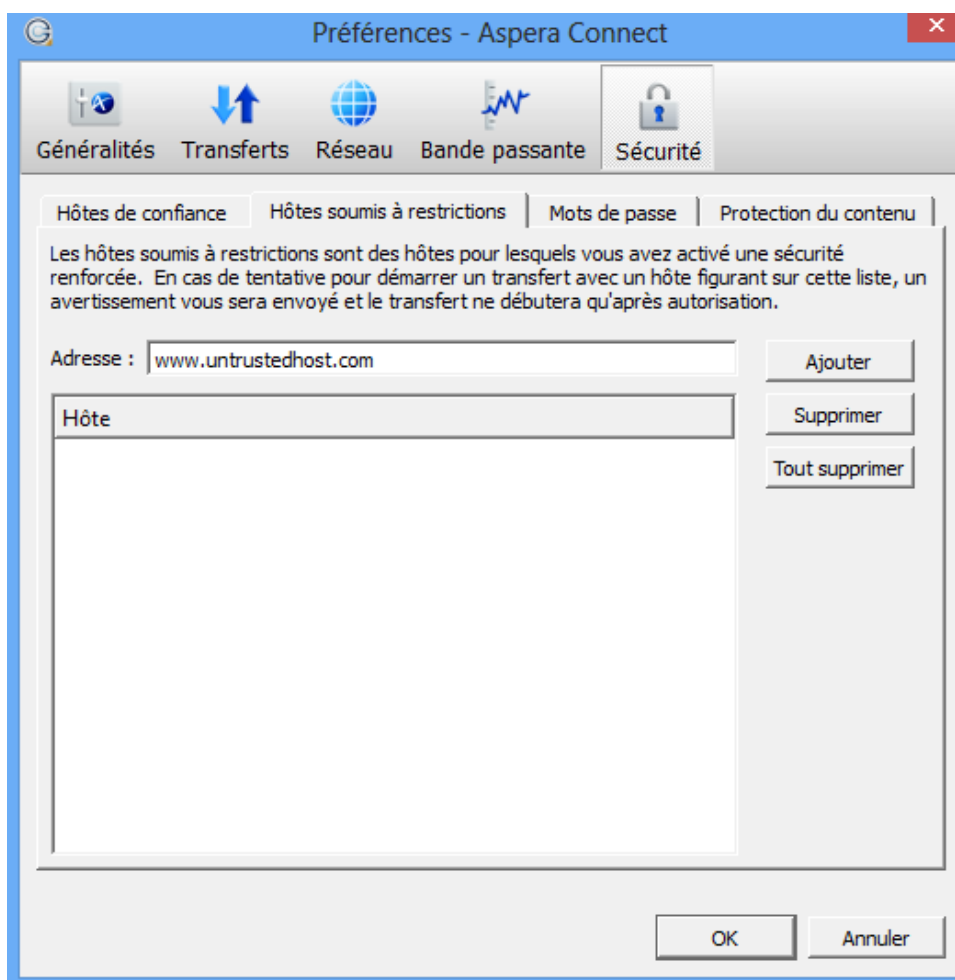 Préférences - Aspera Connect
Généralités Transferts Réseau Bande passante Sécurité
Hôtes de confiance Hôtes soumis à restrictions Mots de passe Protection du contenu
Les hôtes soumis à restrictions sont des hôtes pour lesquels vous avez activé une sécurité
renforcée. En cas de tentative pour démarrer un transfert avec un hôte figurant sur cette liste, un
avertissement vous sera envoyé et le transfert ne débutera qu'après autorisation.
Adresse : www.untrustedhost.com Ajouter
Hôte Supprimer
Tout supprimer
OK Annuler